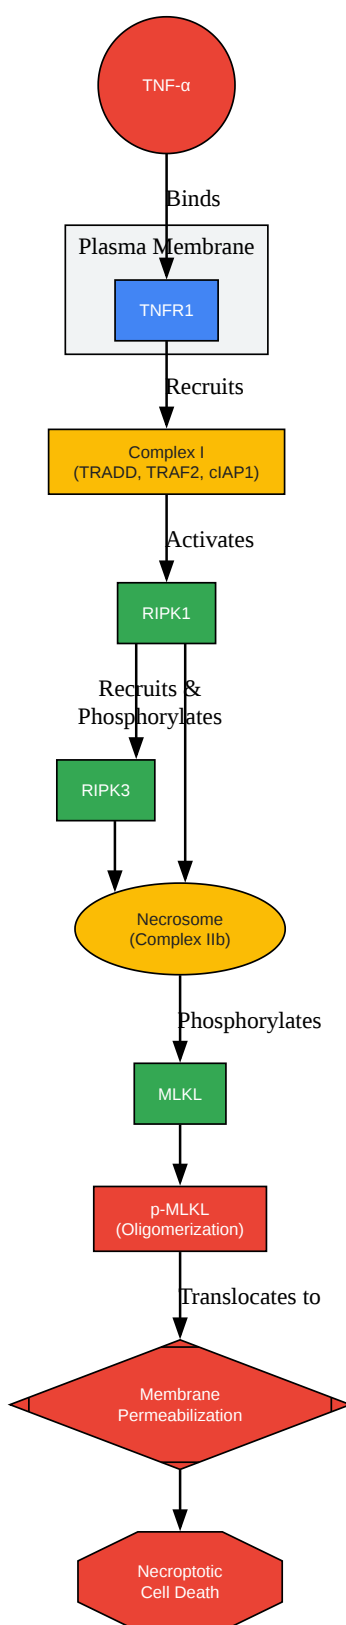 TNF-α
Binds
Plasma Membrane
TNFR1
Recruits
Complex I
(TRADD, TRAF2, cIAP1)
Activates
RIPK1
Recruits &
Phosphorylates
RIPK3
Necrosome
(Complex IIb)
Phosphorylates
MLKL
p-MLKL
(Oligomerization)
Translocates to
Membrane
Permeabilization
Necroptotic
Cell Death